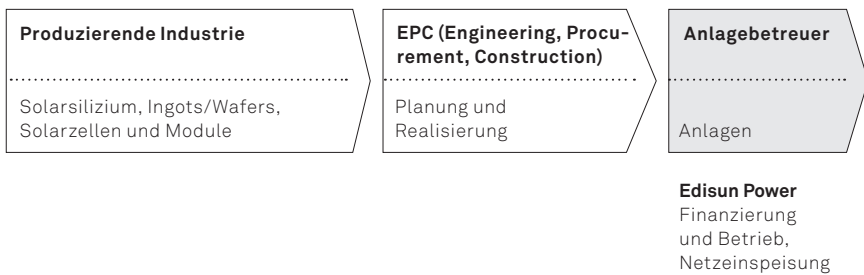 Produzierende Industrie
Solarsilizium, Ingots/Wafers,
Solarzellen und Module
EPC (Engineering, Procu-
rement, Construction)
Planung und
Realisierung
Anlagebetreuer
Anlagen
Edisun Power
Finanzierung
und Betrieb,
Netzeinspeisung